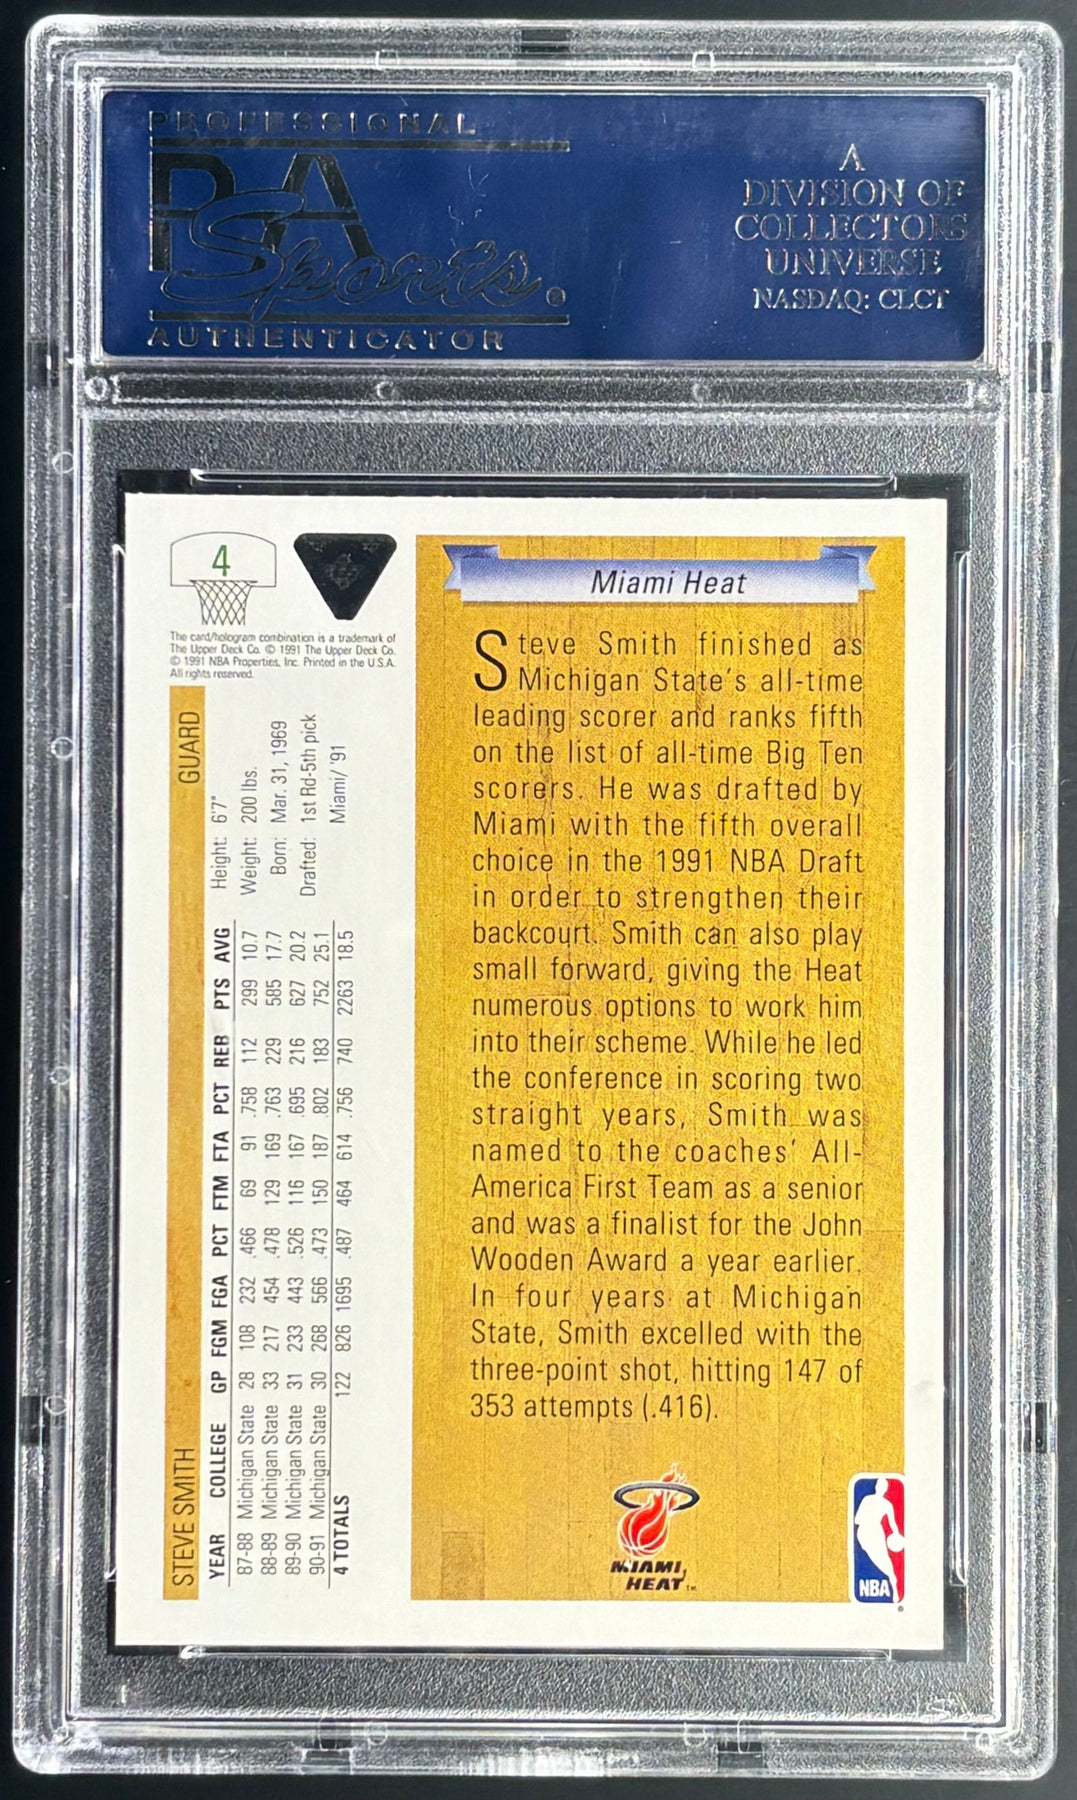 PROFESSIONAL
PSA
Sports®
AUTHENTICATOR
A
DIVISION OF
COLLECTORS
UNIVERSE
NASDAQ: CLCT
4
The card/hologram combination is a trademark of
The Upper Deck Co. © 1991 The Upper Deck Co.
© 1991 NBA Properties, Inc. Printed in the U.S.A.
All rights reserved.
STEVE SMITH GUARD
YEAR COLLEGE GP FGM FGA PCT FTM FTA PCT REB PTS AVG
87-88 Michigan State 28 108 232 .466 69 91 .758 112 299 10.7
88-89 Michigan State 33 217 454 .478 129 169 .763 229 585 17.7
89-90 Michigan State 31 233 443 .526 116 167 .695 216 627 20.2
90-91 Michigan State 30 268 566 .473 150 187 .802 183 752 25.1
4 TOTALS 122 826 1695 .487 464 614 .756 740 2263 18.5
Height: 6'7"
Weight: 200 lbs.
Born: Mar. 31, 1969
Drafted: 1st Rd-5th pick
Miami/ '91
Miami Heat
Steve Smith finished as
Michigan State's all-time
leading scorer and ranks fifth
on the list of all-time Big Ten
scorers. He was drafted by
Miami with the fifth overall
choice in the 1991 NBA Draft
in order to strengthen their
backcourt. Smith can also play
small forward, giving the Heat
numerous options to work him
into their scheme. While he led
the conference in scoring two
straight years, Smith was
named to the coaches' All-
America First Team as a senior
and was a finalist for the John
Wooden Award a year earlier.
In four years at Michigan
State, Smith excelled with the
three-point shot, hitting 147 of
353 attempts (.416).
MIAMI
HEAT™
NBA®